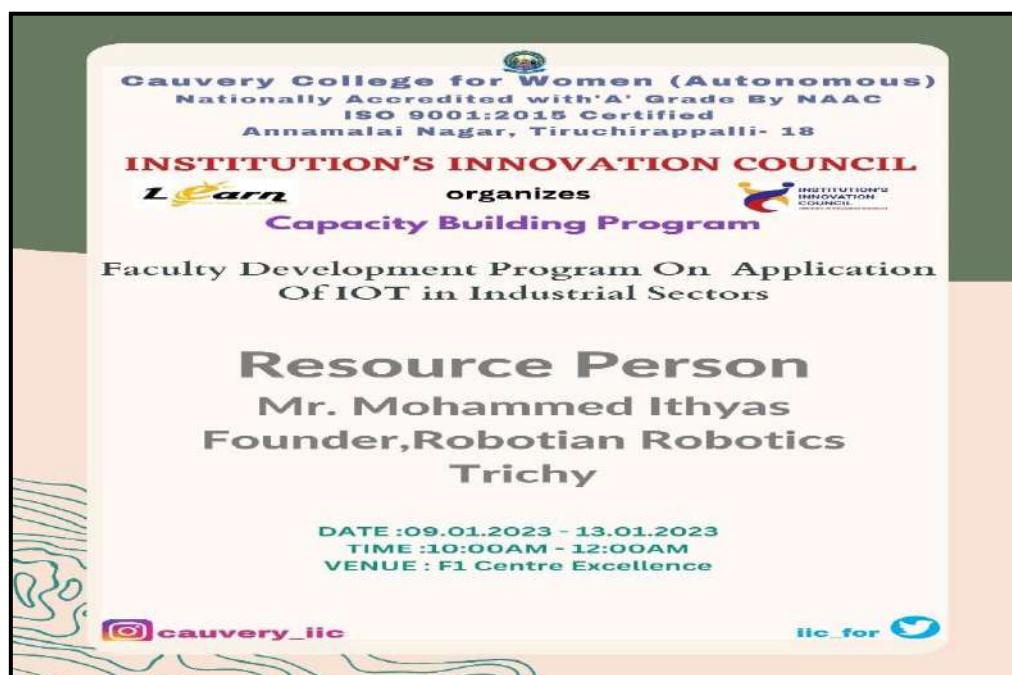 Cauvery College for Women (Autonomous)
Nationally Accredited with'A' Grade By NAAC
ISO 9001:2015 Certified
Annamalai Nagar, Tiruchirappalli- 18
INSTITUTION'S INNOVATION COUNCIL
Learn
organizes
INSTITUTION'S
INNOVATION
COUNCIL
Capacity Building Program
Faculty Development Program On Application
Of IOT in Industrial Sectors
Resource Person
Mr. Mohammed Ithyas
Founder,Robotian Robotics
Trichy
DATE :09.01.2023 - 13.01.2023
TIME :10:00AM - 12:00AM
VENUE : F1 Centre Excellence
cauvery_iic
iic_for